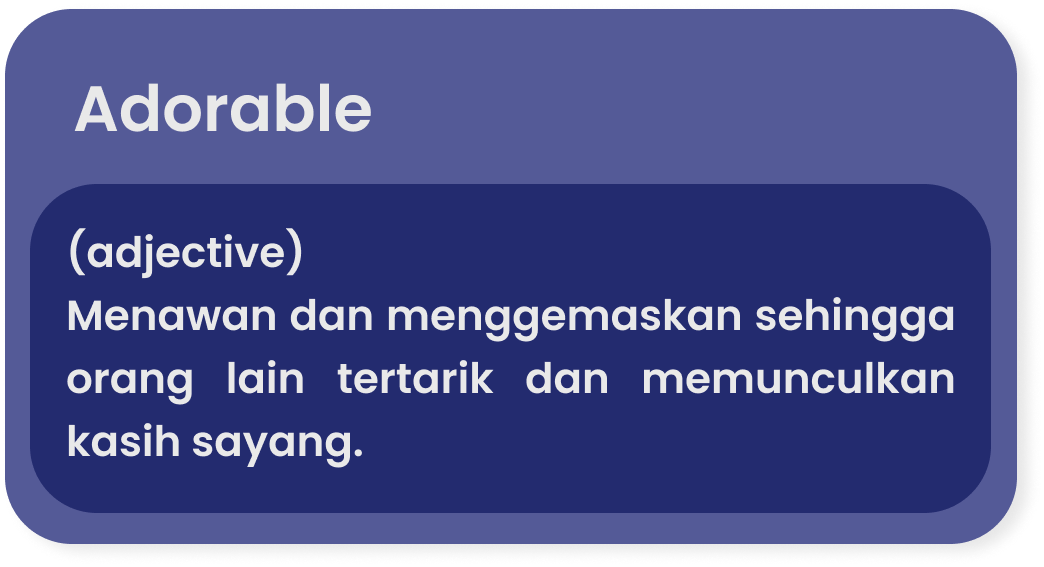 Adorable
(adjective)
Menawan dan menggemaskan sehingga
orang lain tertarik dan memunculkan
kasih sayang.